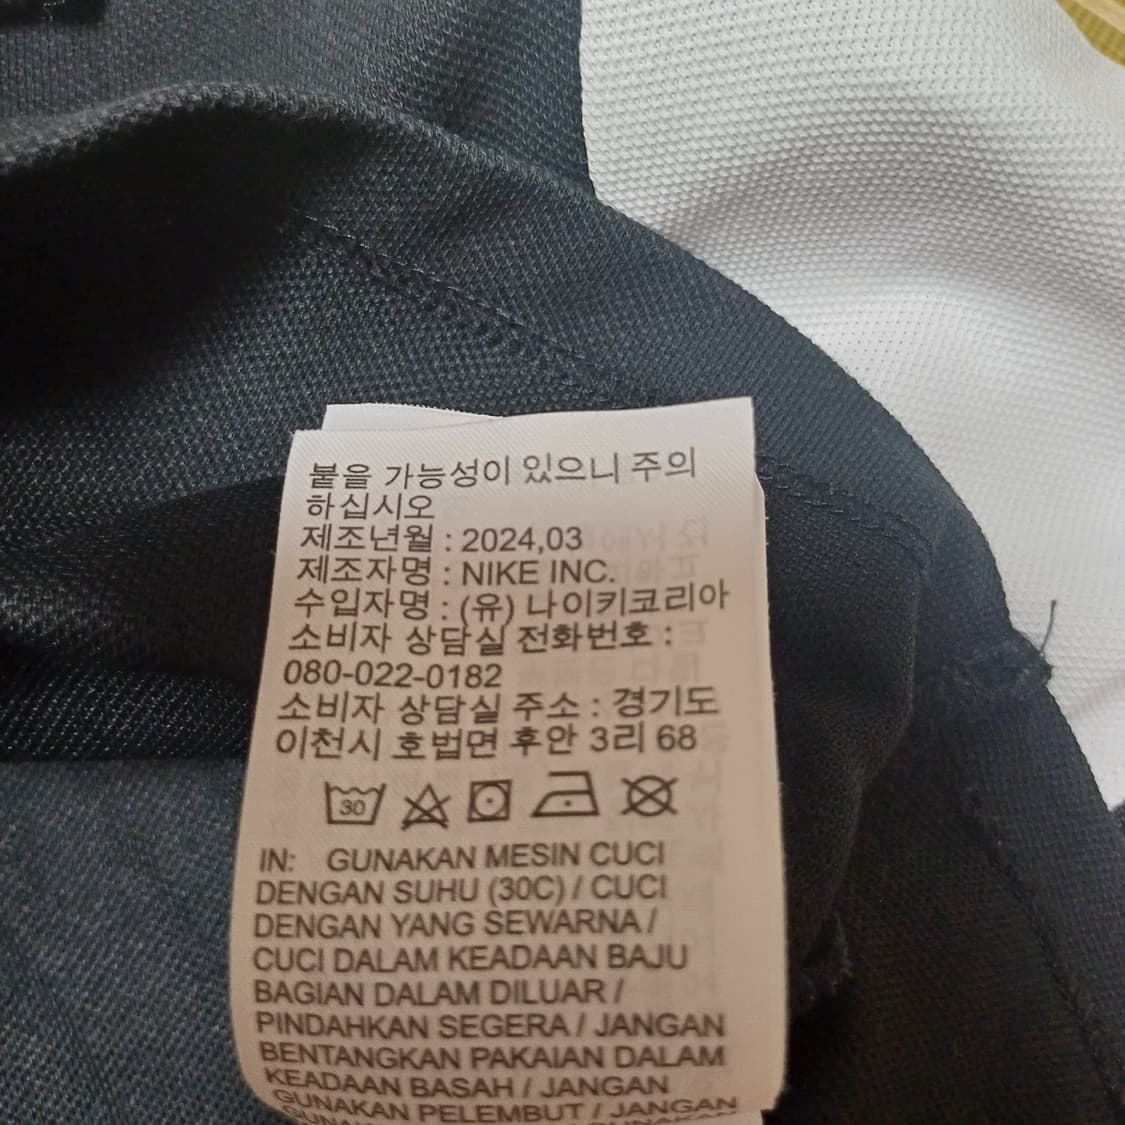 붙을 가능성이 있으니 주의
하십시오
제조년월 : 2024,03
제조자명 : NIKE INC.
수입자명 : (유) 나이키코리아
소비자 상담실 전화번호 :
080-022-0182
소비자 상담실 주소 : 경기도
이천시 호법면 후안 3리 68
30
IN: GUNAKAN MESIN CUCI
DENGAN SUHU (30C) / CUCI
DENGAN YANG SEWARNA /
CUCI DALAM KEADAAN BAJU
BAGIAN DALAM DILUAR /
PINDAHKAN SEGERA / JANGAN
BENTANGKAN PAKAIAN DALAM
KEADAAN BASAH / JANGAN
GUNAKAN PELEMBUT / JANGAN